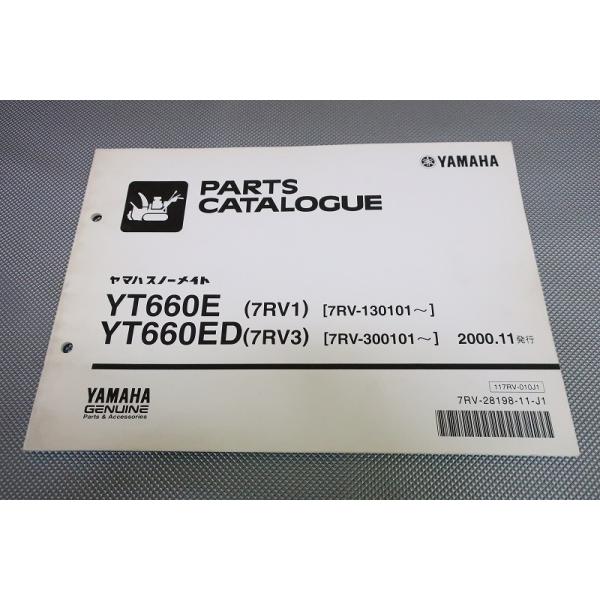 YAMAHA
PARTS
CATALOGUE
ヤマハスノーメイト
YT660E (7RV1) [7RV-130101～]
YT660ED(7RV3) [7RV-300101～] 2000.11発行
YAMAHA
GENUINE
Parts & Accessories
117RV-010J1
7RV-28198-11-J1